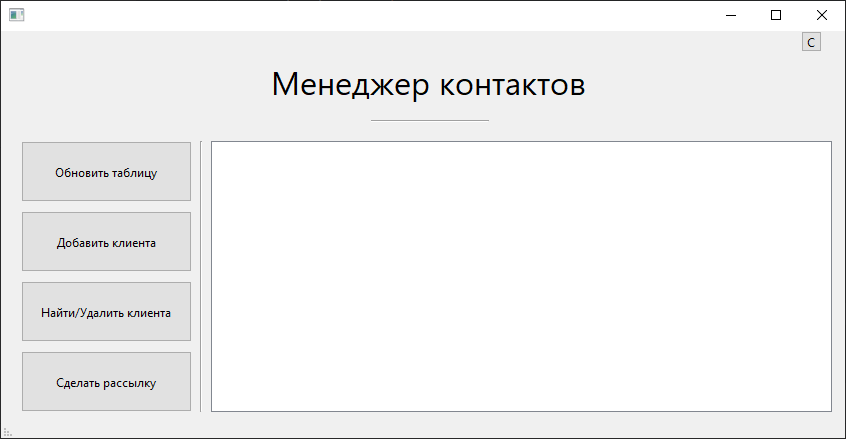 С
Менеджер контактов
Обновить таблицу
Добавить клиента
Найти/Удалить клиента
Сделать рассылку